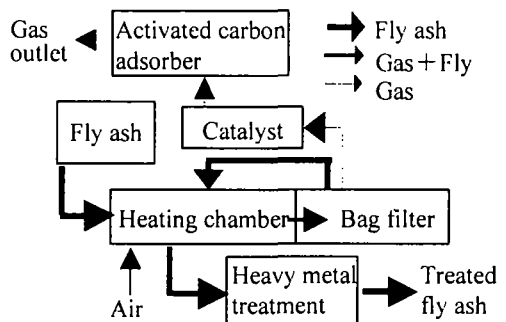 Gas
outlet
Activated carbon
adsorber
Fly ash
Gas+Fly
Gas
Fly ash
Catalyst
Heating chamber
Bag filter
Air
Heavy metal
treatment
Treated
fly ash